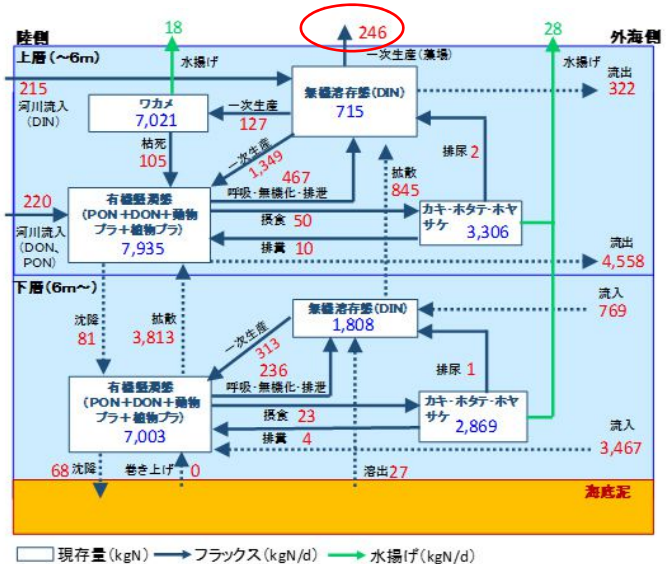 陸側
18
246
28
外海側
上層(～6m)
水揚げ
一次生産(藻場)
水揚げ
流出
322
215
河川流入
(DIN)
ワカメ
7,021
一次生産
127
無機溶存態(DIN)
715
枯死
105
一次生産
1,349
467
呼吸・無機化・排泄
拡散
845
排尿 2
220
河川流入
(DON、
PON)
有機懸濁態
(PON+DON+動物
プラ+植物プラ)
7,935
摂食 50
排糞 10
カキ・ホタテ・ホヤ
サケ
3,306
流出
4,558
下層(6m～)
沈降
81
拡散
3,813
一次生産
313
236
呼吸・無機化・排泄
無機溶存態(DIN)
1,808
流入
769
排尿 1
有機懸濁態
(PON+DON+動物
プラ+植物プラ)
7,003
摂食 23
排糞 4
カキ・ホタテ・ホヤ
サケ
2,869
流入
3,467
68 沈降
巻き上げ 0
溶出 27
海底泥
現存量(kgN)
フラックス(kgN/d)
水揚げ(kgN/d)